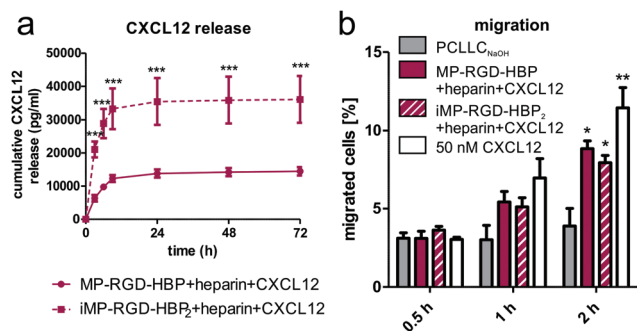 a
CXCL12 release
cumulative CXCL12
release (pg/ml)
50000
40000
30000
20000
10000
0
***
***
***
***
***
***
0
24
48
72
time (h)
MP-RGD-HBP+heparin+CXCL12
iMP-RGD-HBP₂+heparin+CXCL12
b
migration
PCLLC_NaOH
MP-RGD-HBP
+heparin+CXCL12
iMP-RGD-HBP₂
+heparin+CXCL12
50 nM CXCL12
migrated cells [%]
15
10
5
0
*
*
**
0.5 h
1 h
2 h